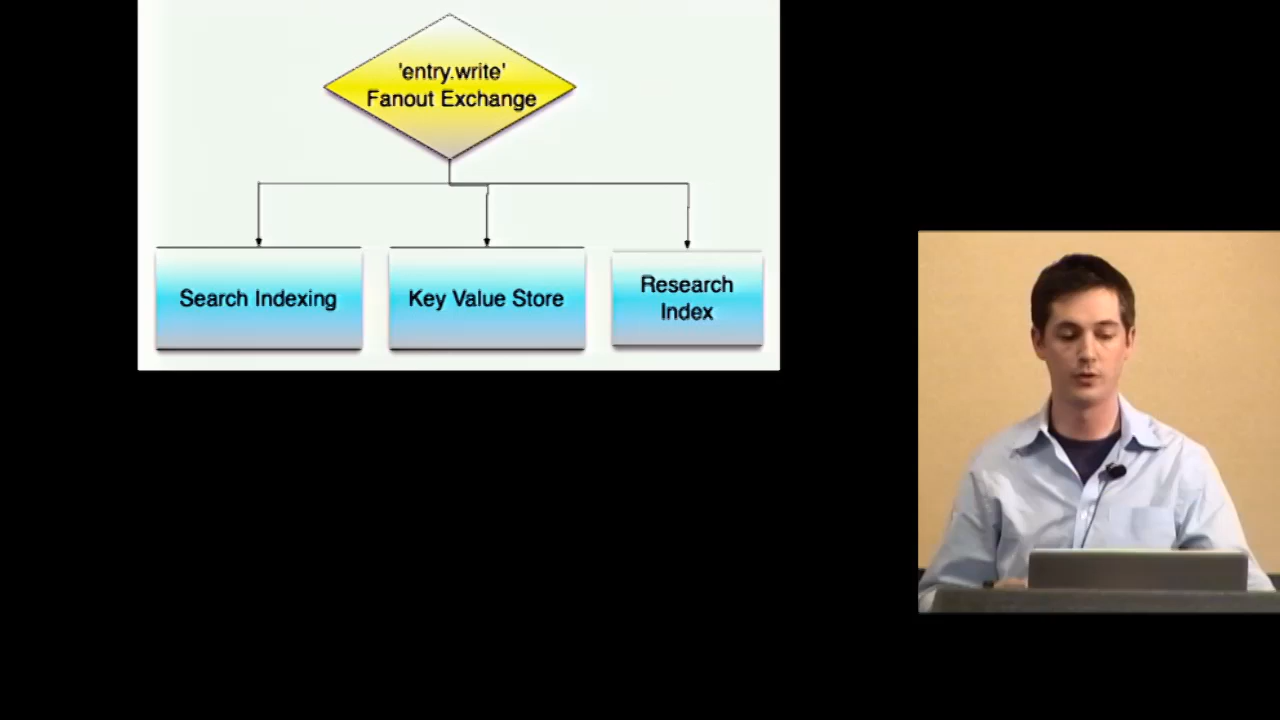 'entry.write'
Fanout Exchange
Search Indexing
Key Value Store
Research
Index